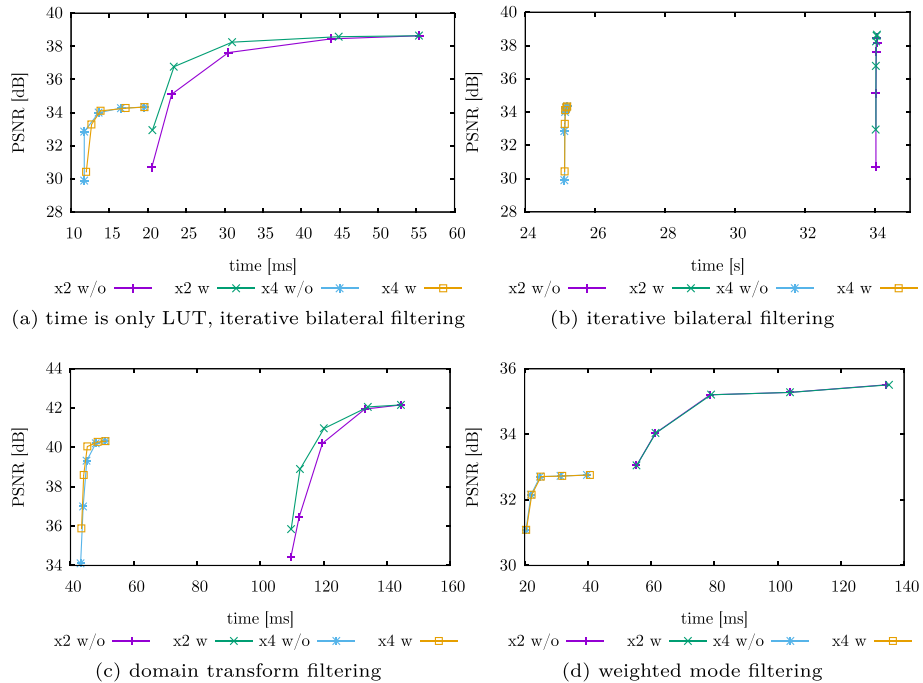 PSNR [dB]
40
38
36
34
32
30
28
10 15 20 25 30 35 40 45 50 55 60
time [ms]
x2 w/o x2 w x4 w/o x4 w
(a) time is only LUT, iterative bilateral filtering
PSNR [dB]
40
38
36
34
32
30
28
24 26 28 30 32 34
time [s]
x2 w/o x2 w x4 w/o x4 w
(b) iterative bilateral filtering
PSNR [dB]
44
42
40
38
36
34
40 60 80 100 120 140 160
time [ms]
x2 w/o x2 w x4 w/o x4 w
(c) domain transform filtering
PSNR [dB]
36
34
32
30
20 40 60 80 100 120 140
time [ms]
x2 w/o x2 w x4 w/o x4 w
(d) weighted mode filtering